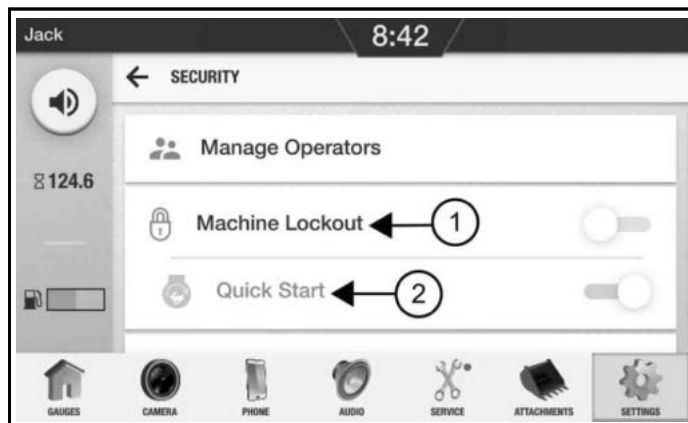 Jack
8:42
← SECURITY
124.6
Manage Operators
Machine Lockout
1
Quick Start
2
GAUGES
CAMERA
PHONE
AUDIO
SERVICE
ATTACHMENTS
SETTINGS